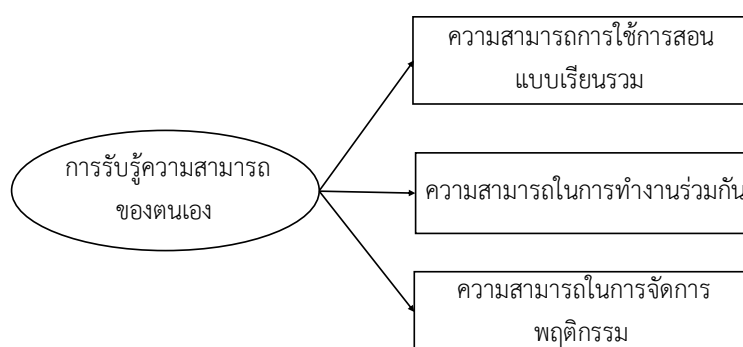 ความสามารถการใช้การสอน
แบบเรียนรวม
การรับรู้ความสามารถ
ของตนเอง
ความสามารถในการทำงานร่วมกัน
ความสามารถในการจัดการ
พฤติกรรม